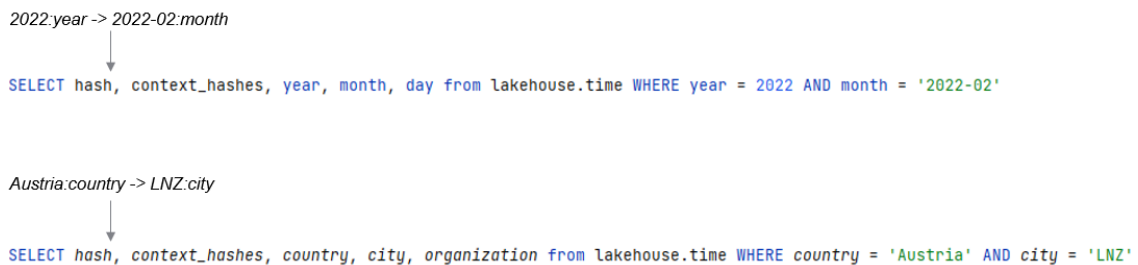 2022:year -> 2022-02:month
SELECT hash, context_hashes, year, month, day from lakehouse.time WHERE year = 2022 AND month = '2022-02'
Austria:country -> LNZ:city
SELECT hash, context_hashes, country, city, organization from lakehouse.time WHERE country = 'Austria' AND city = 'LNZ'